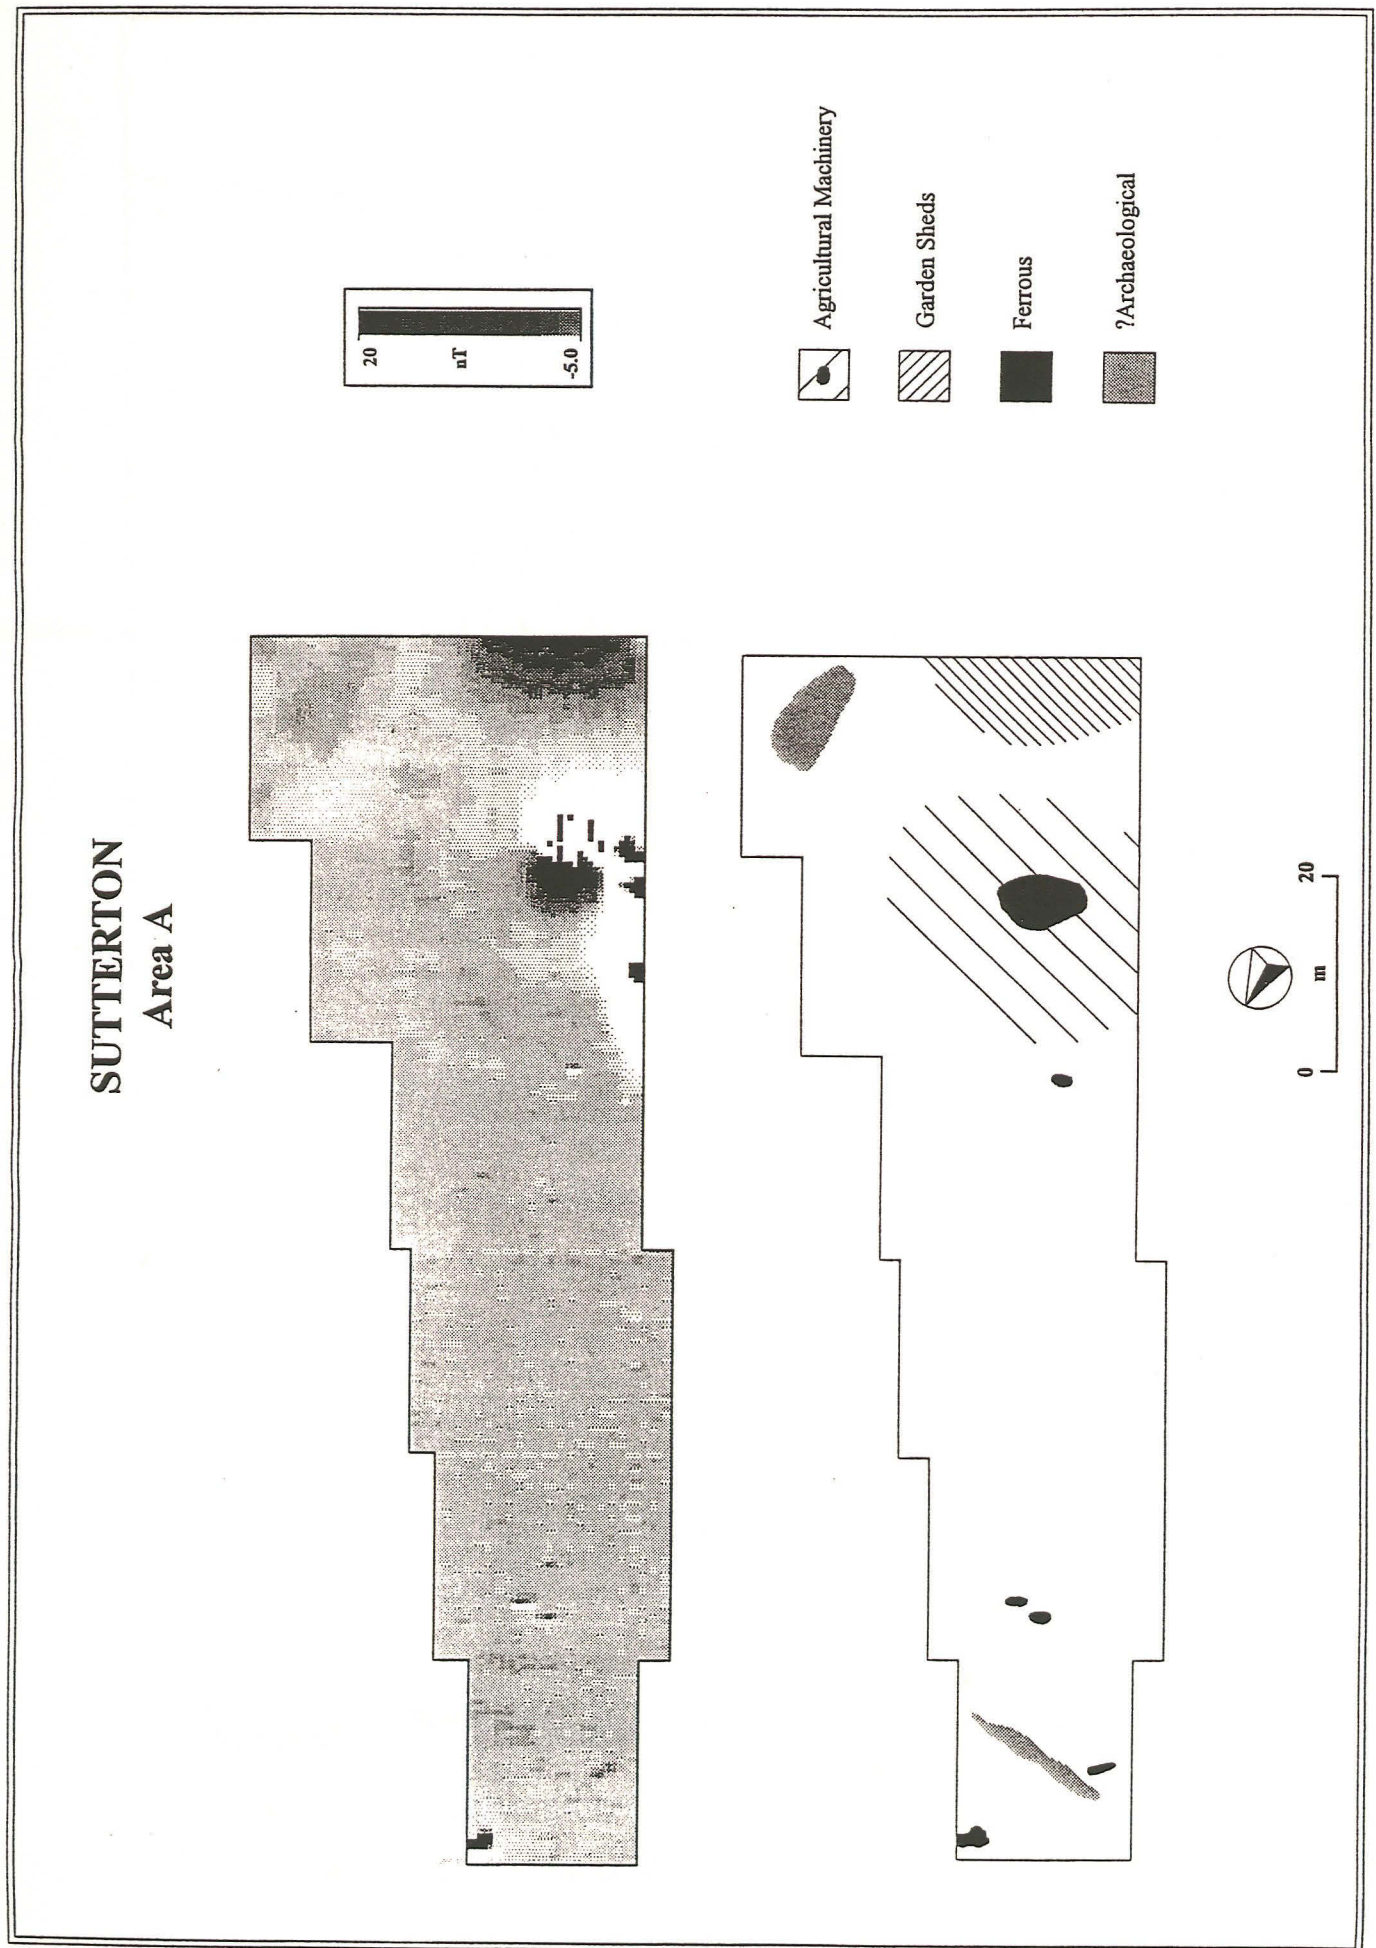 SUTTERTON
Area A
20
nT
-5.0
Agricultural Machinery
Garden Sheds
Ferrous
?Archaeological
0
m
20